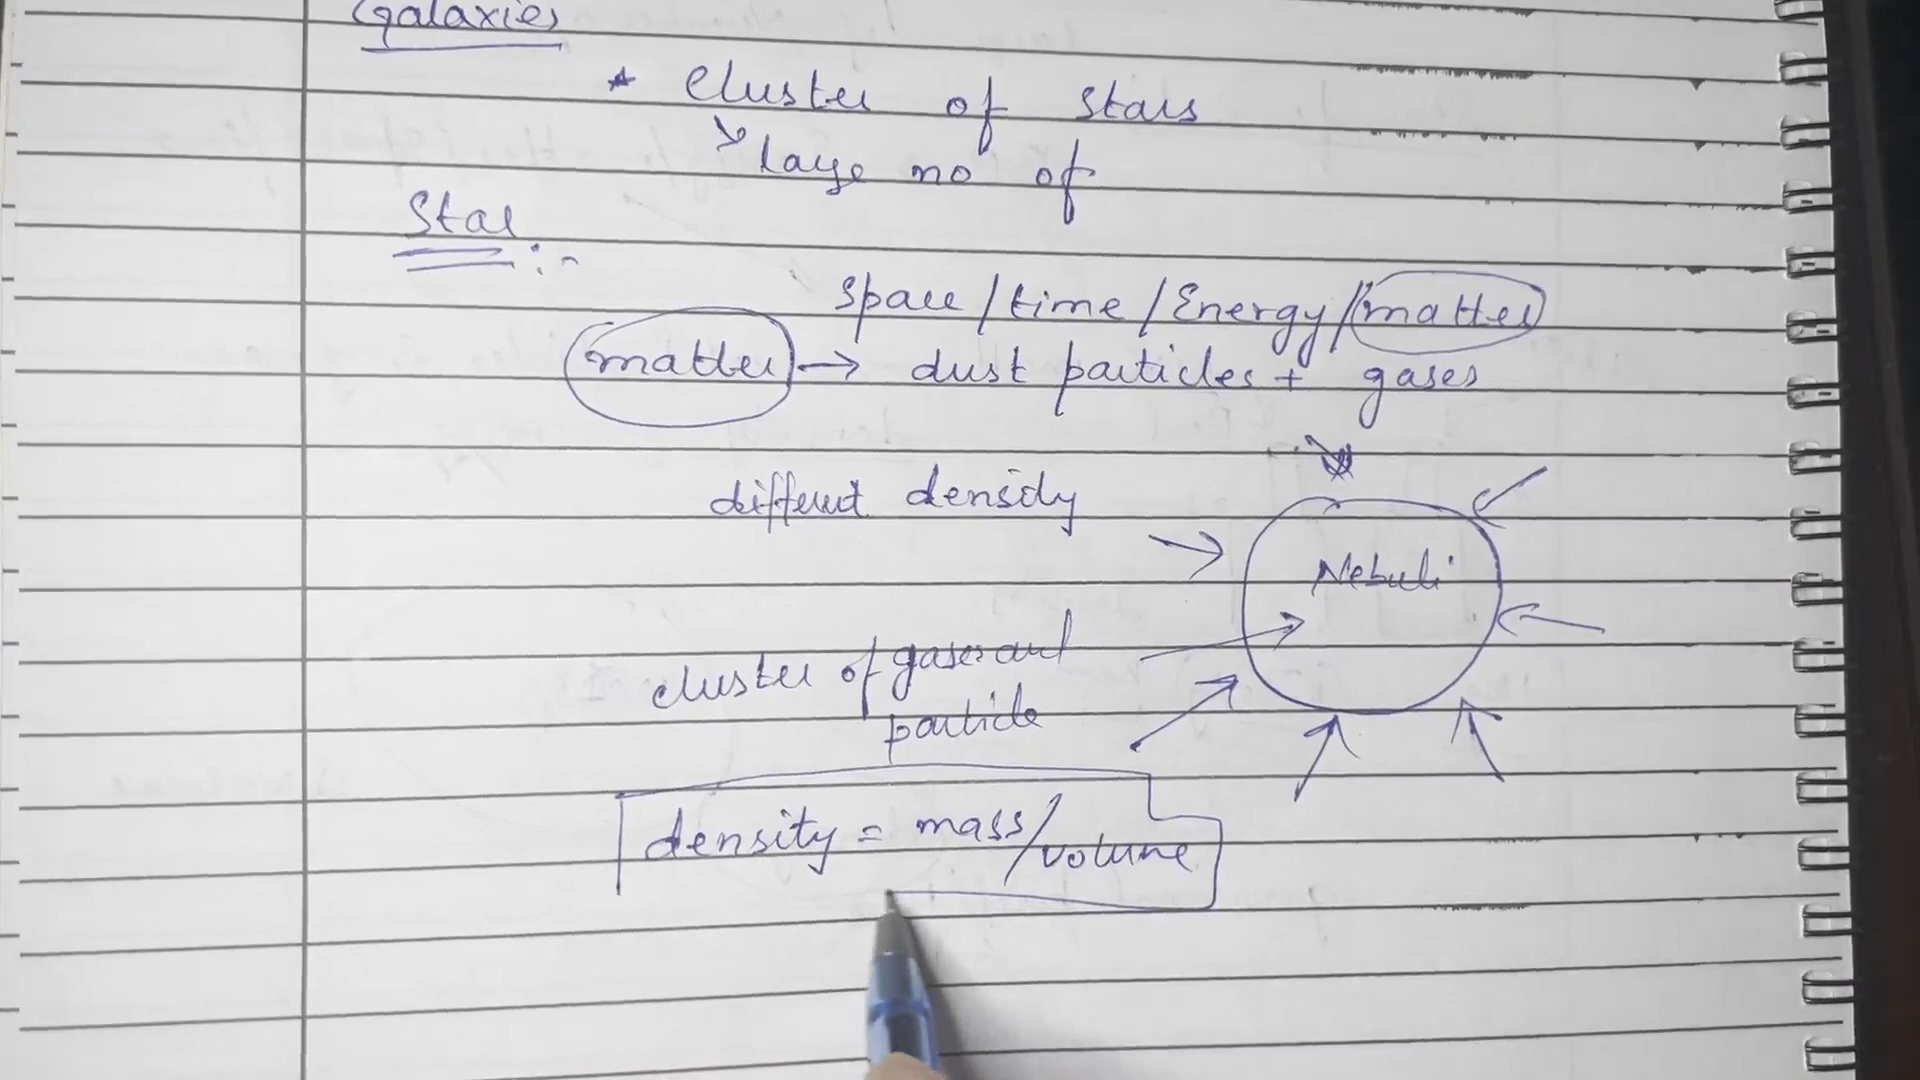 Galaxies
* Cluster of stars
Large no of
Star :-
space/time/Energy/matter
matter → dust particles + gases
different density
Nebuli
cluster of gases and
particle
density = mass/volume